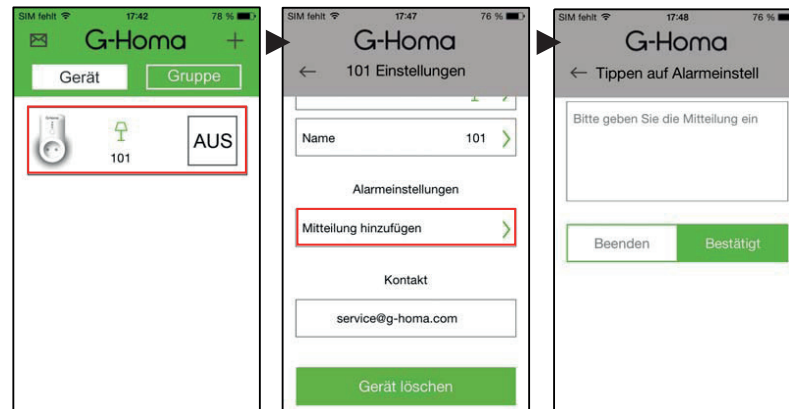 SIM fehlt 17:42 78 %
G-Homa
Gerät Gruppe
101
AUS
SIM fehlt 17:47 76 %
G-Homa
101 Einstellungen
Name 101
Alarmeinstellungen
Mitteilung hinzufügen
Kontakt
service@g-homa.com
Gerät löschen
SIM fehlt 17:48 76 %
G-Homa
Tippen auf Alarmeinstell
Bitte geben Sie die Mitteilung ein
Beenden Bestätigt